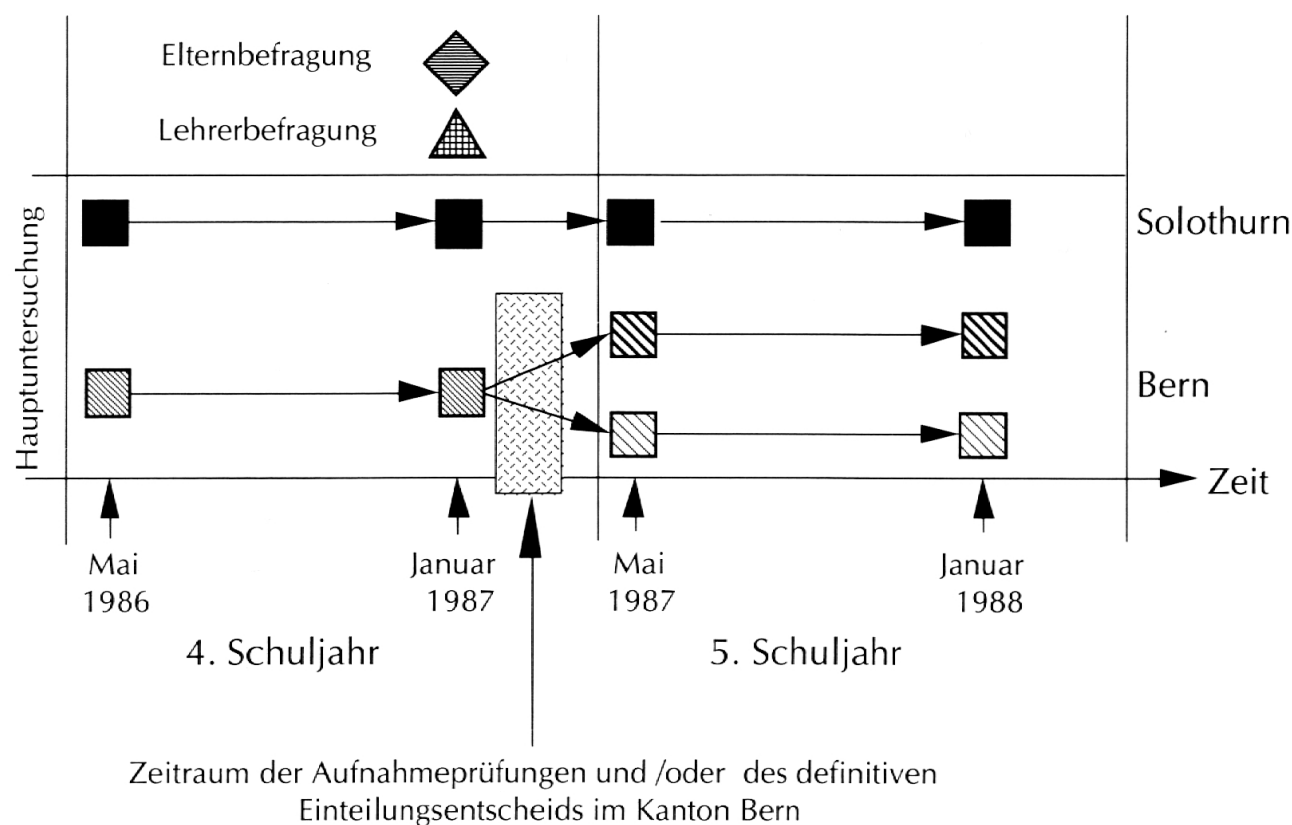 Elternbefragung
Lehrerbefragung
Hauptuntersuchung
Solothurn
Bern
Zeit
Mai
1986
Januar
1987
Mai
1987
Januar
1988
4. Schuljahr
5. Schuljahr
Zeitraum der Aufnahmeprüfungen und /oder des definitiven
Einteilungsentscheids im Kanton Bern